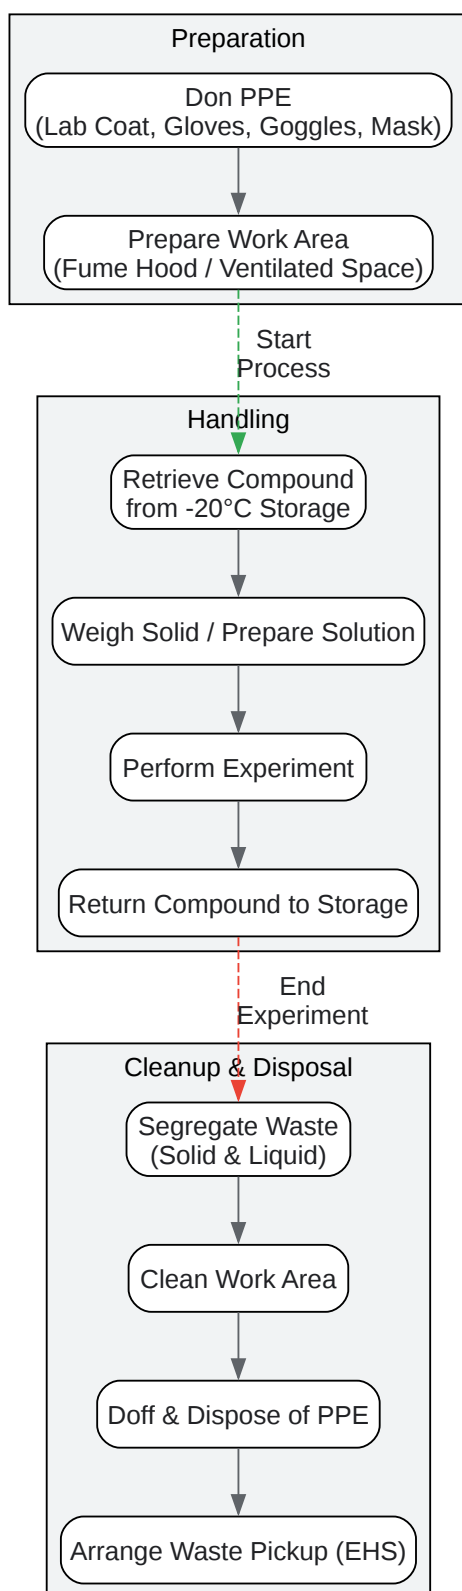 Preparation
Don PPE
(Lab Coat, Gloves, Goggles, Mask)
Prepare Work Area
(Fume Hood / Ventilated Space)
Start
Process
Handling
Retrieve Compound
from -20°C Storage
Weigh Solid / Prepare Solution
Perform Experiment
Return Compound to Storage
End
Experiment
Cleanup & Disposal
Segregate Waste
(Solid & Liquid)
Clean Work Area
Doff & Dispose of PPE
Arrange Waste Pickup (EHS)